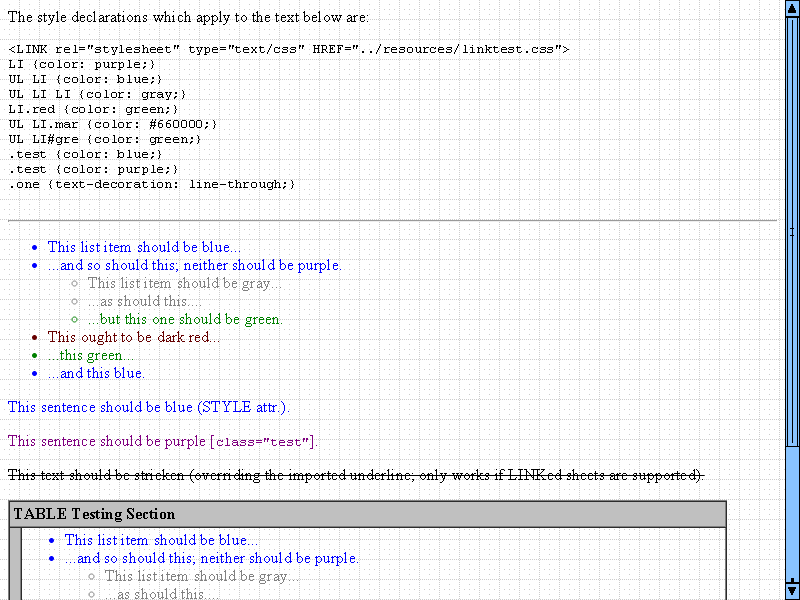 The style declarations which apply to the text below are:
<LINK rel="stylesheet" type="text/css" HREF="../resources/linktest.css">
LI {color: purple;}
UL LI {color: blue;}
UL LI LI {color: gray;}
LI.red {color: green;}
UL LI.mar {color: #660000;}
UL LI#gre {color: green;}
.test {color: blue;}
.test {color: purple;}
.one {text-decoration: line-through;}
This list item should be blue...
...and so should this; neither should be purple.
This list item should be gray...
...as should this....
...but this one should be green.
This ought to be dark red...
...this green...
...and this blue.
This sentence should be blue (STYLE attr.).
This sentence should be purple [class="test"].
This text should be stricken (overriding the imported underline; only works if LINKed sheets are supported).
TABLE Testing Section
This list item should be blue...
...and so should this; neither should be purple.
This list item should be gray...
...as should this....